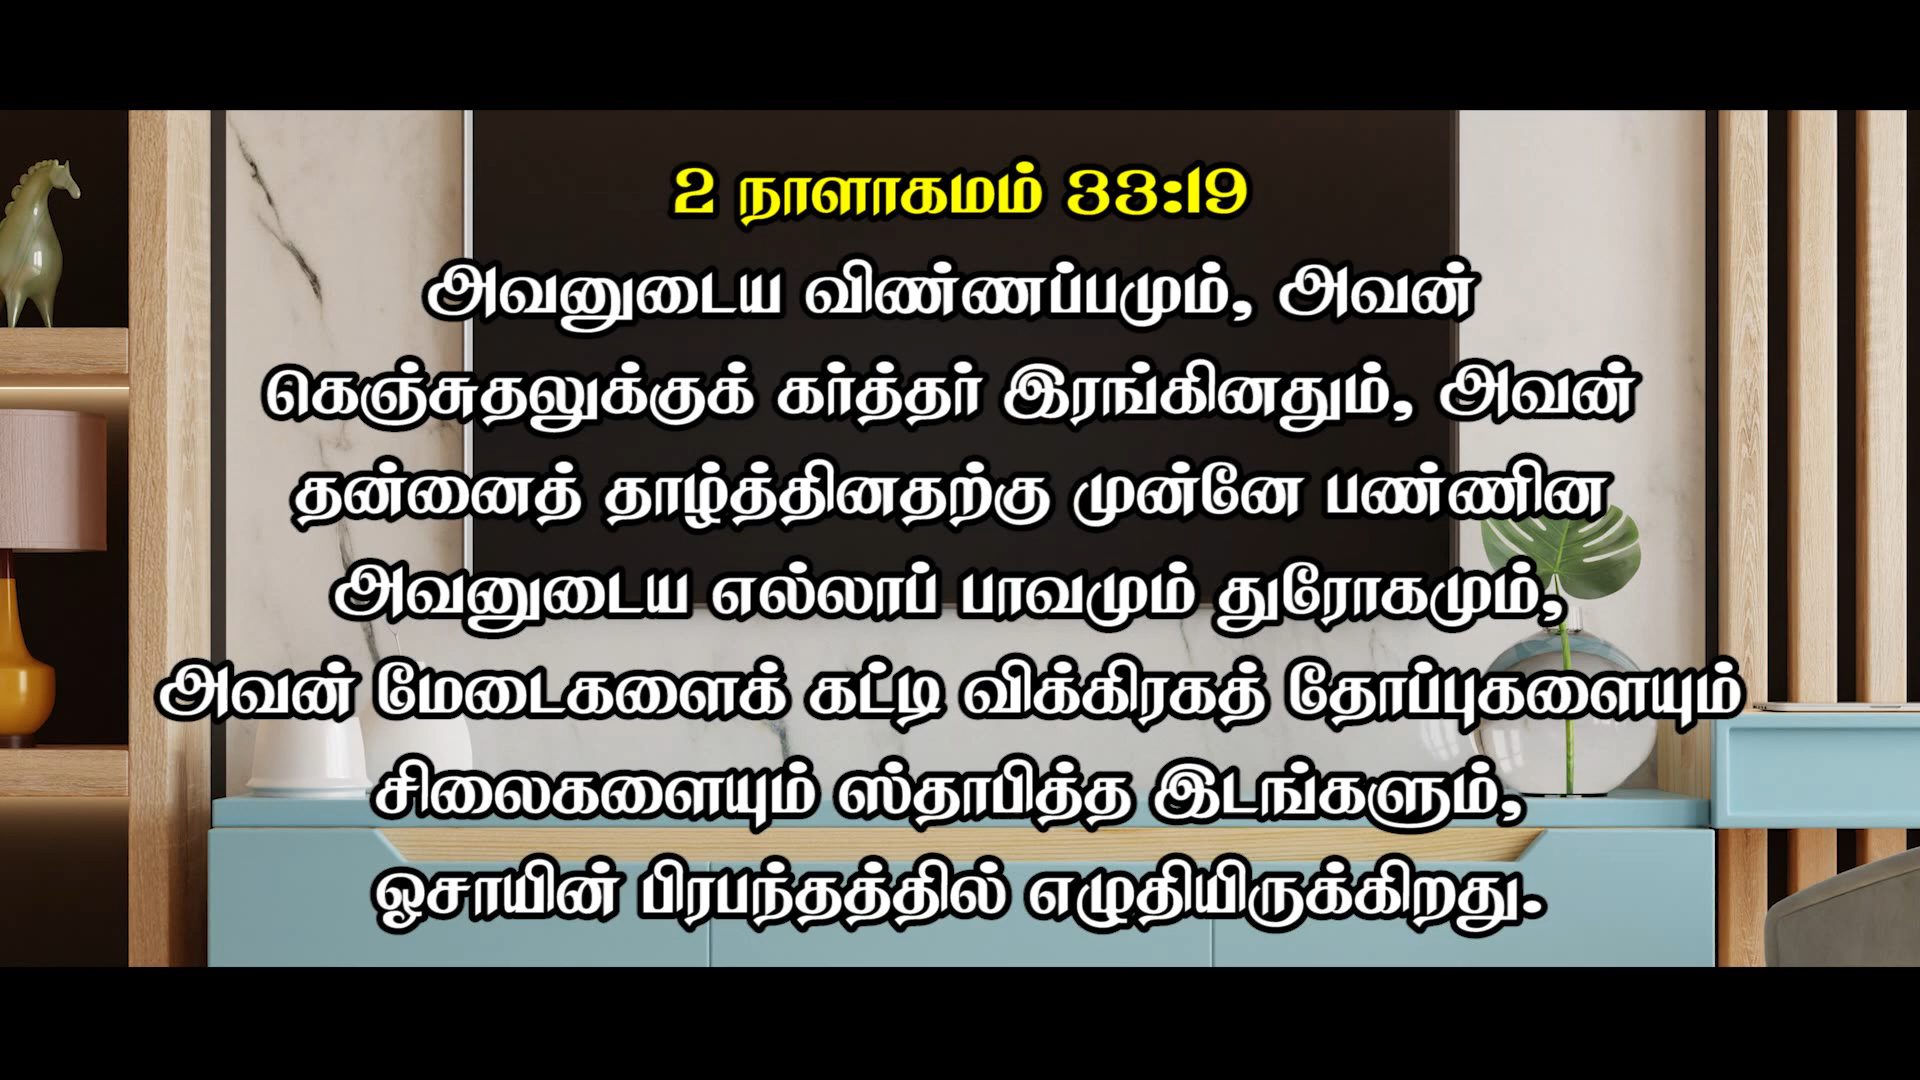 2 நாளாகமம் 33:19
அவனுடைய விண்ணப்பமும், அவன்
கெஞ்சுதலுக்குக் கர்த்தர் இரங்கினதும், அவன்
தன்னைத் தாழ்த்தினதற்கு முன்னே பண்ணின
அவனுடைய எல்லாப் பாவமும் துரோகமும்,
அவன் மேடைகளைக் கட்டி விக்கிரகத் தோப்புகளையும்
சிலைகளையும் ஸ்தாபித்த இடங்களும்,
ஓசாயின் பிரபந்தத்தில் எழுதியிருக்கிறது.